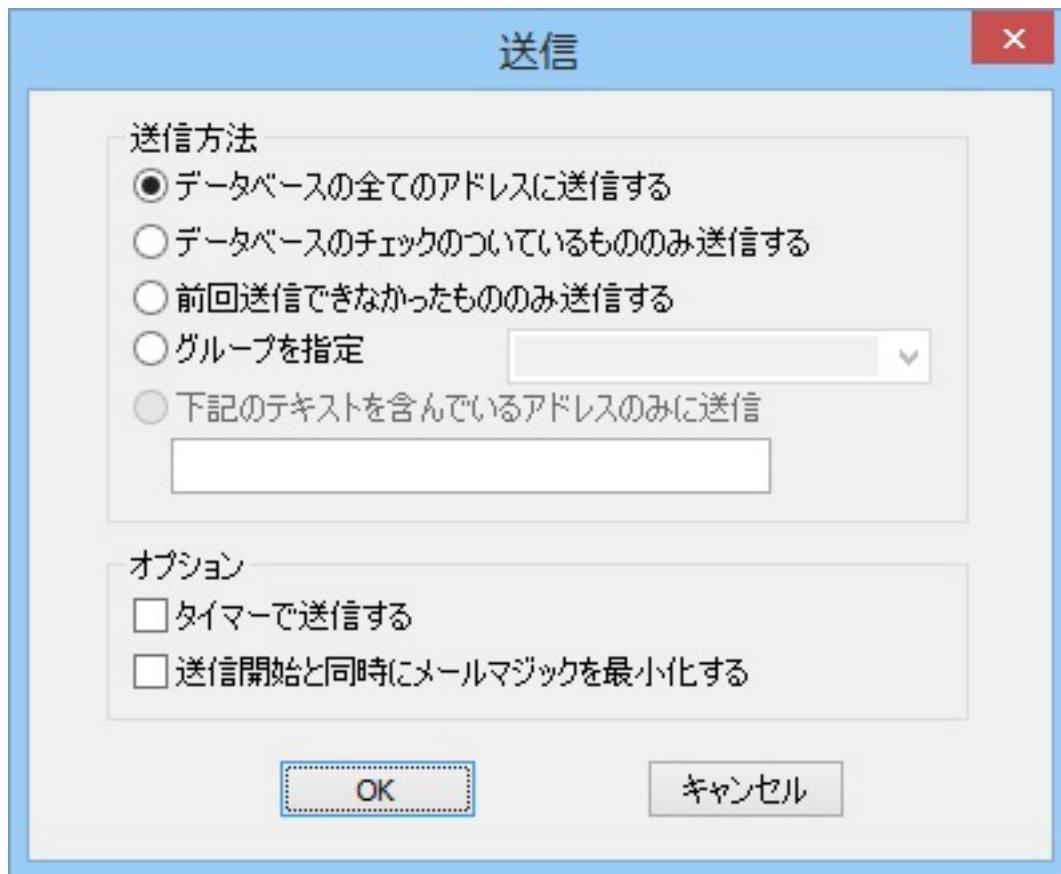 送信
送信方法
データベースの全てのアドレスに送信する
データベースのチェックのついているもののみ送信する
前回送信できなかったもののみ送信する
グループを指定
下記のテキストを含んでいるアドレスのみに送信
オプション
タイマーで送信する
送信開始と同時にメールマジックを最小化する
OK キャンセル